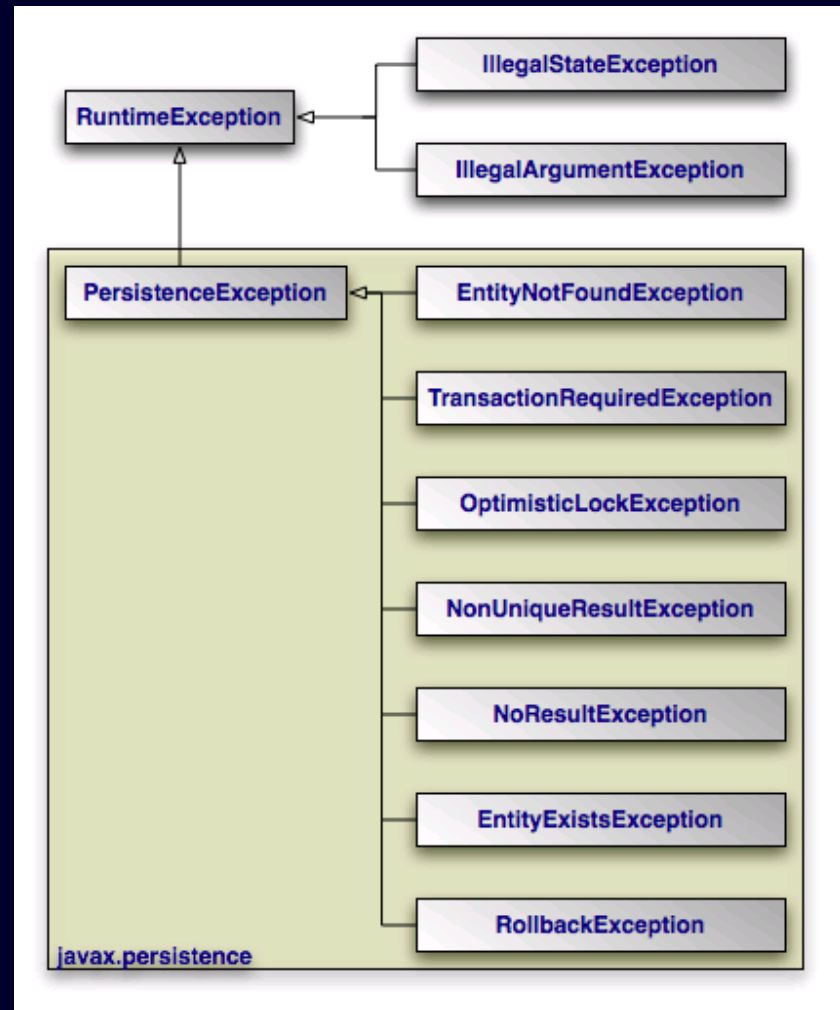 IllegalStateException
RuntimeException
IllegalArgumentException
PersistenceException
EntityNotFoundException
TransactionRequiredException
OptimisticLockException
NonUniqueResultException
NoResultException
EntityExistsException
RollbackException
javax.persistence